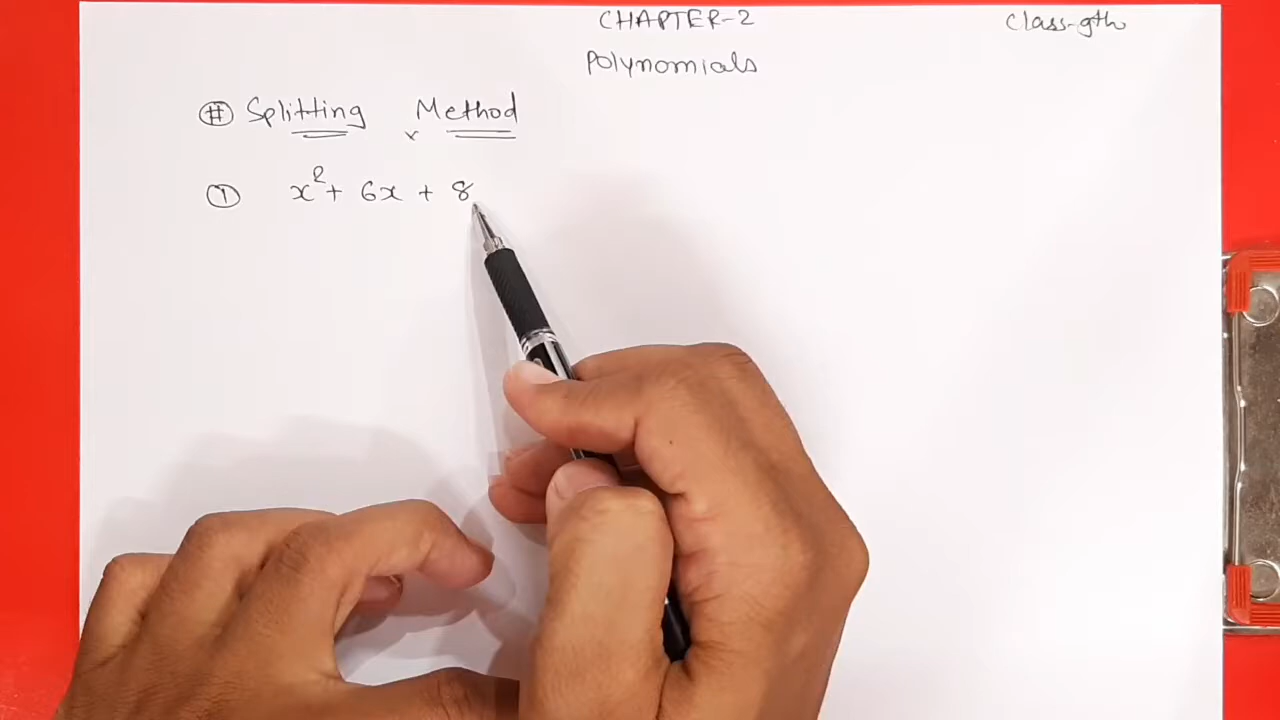 CHAPTER-2
Class-9th
Polynomials
# Splitting Method
① x² + 6x + 8